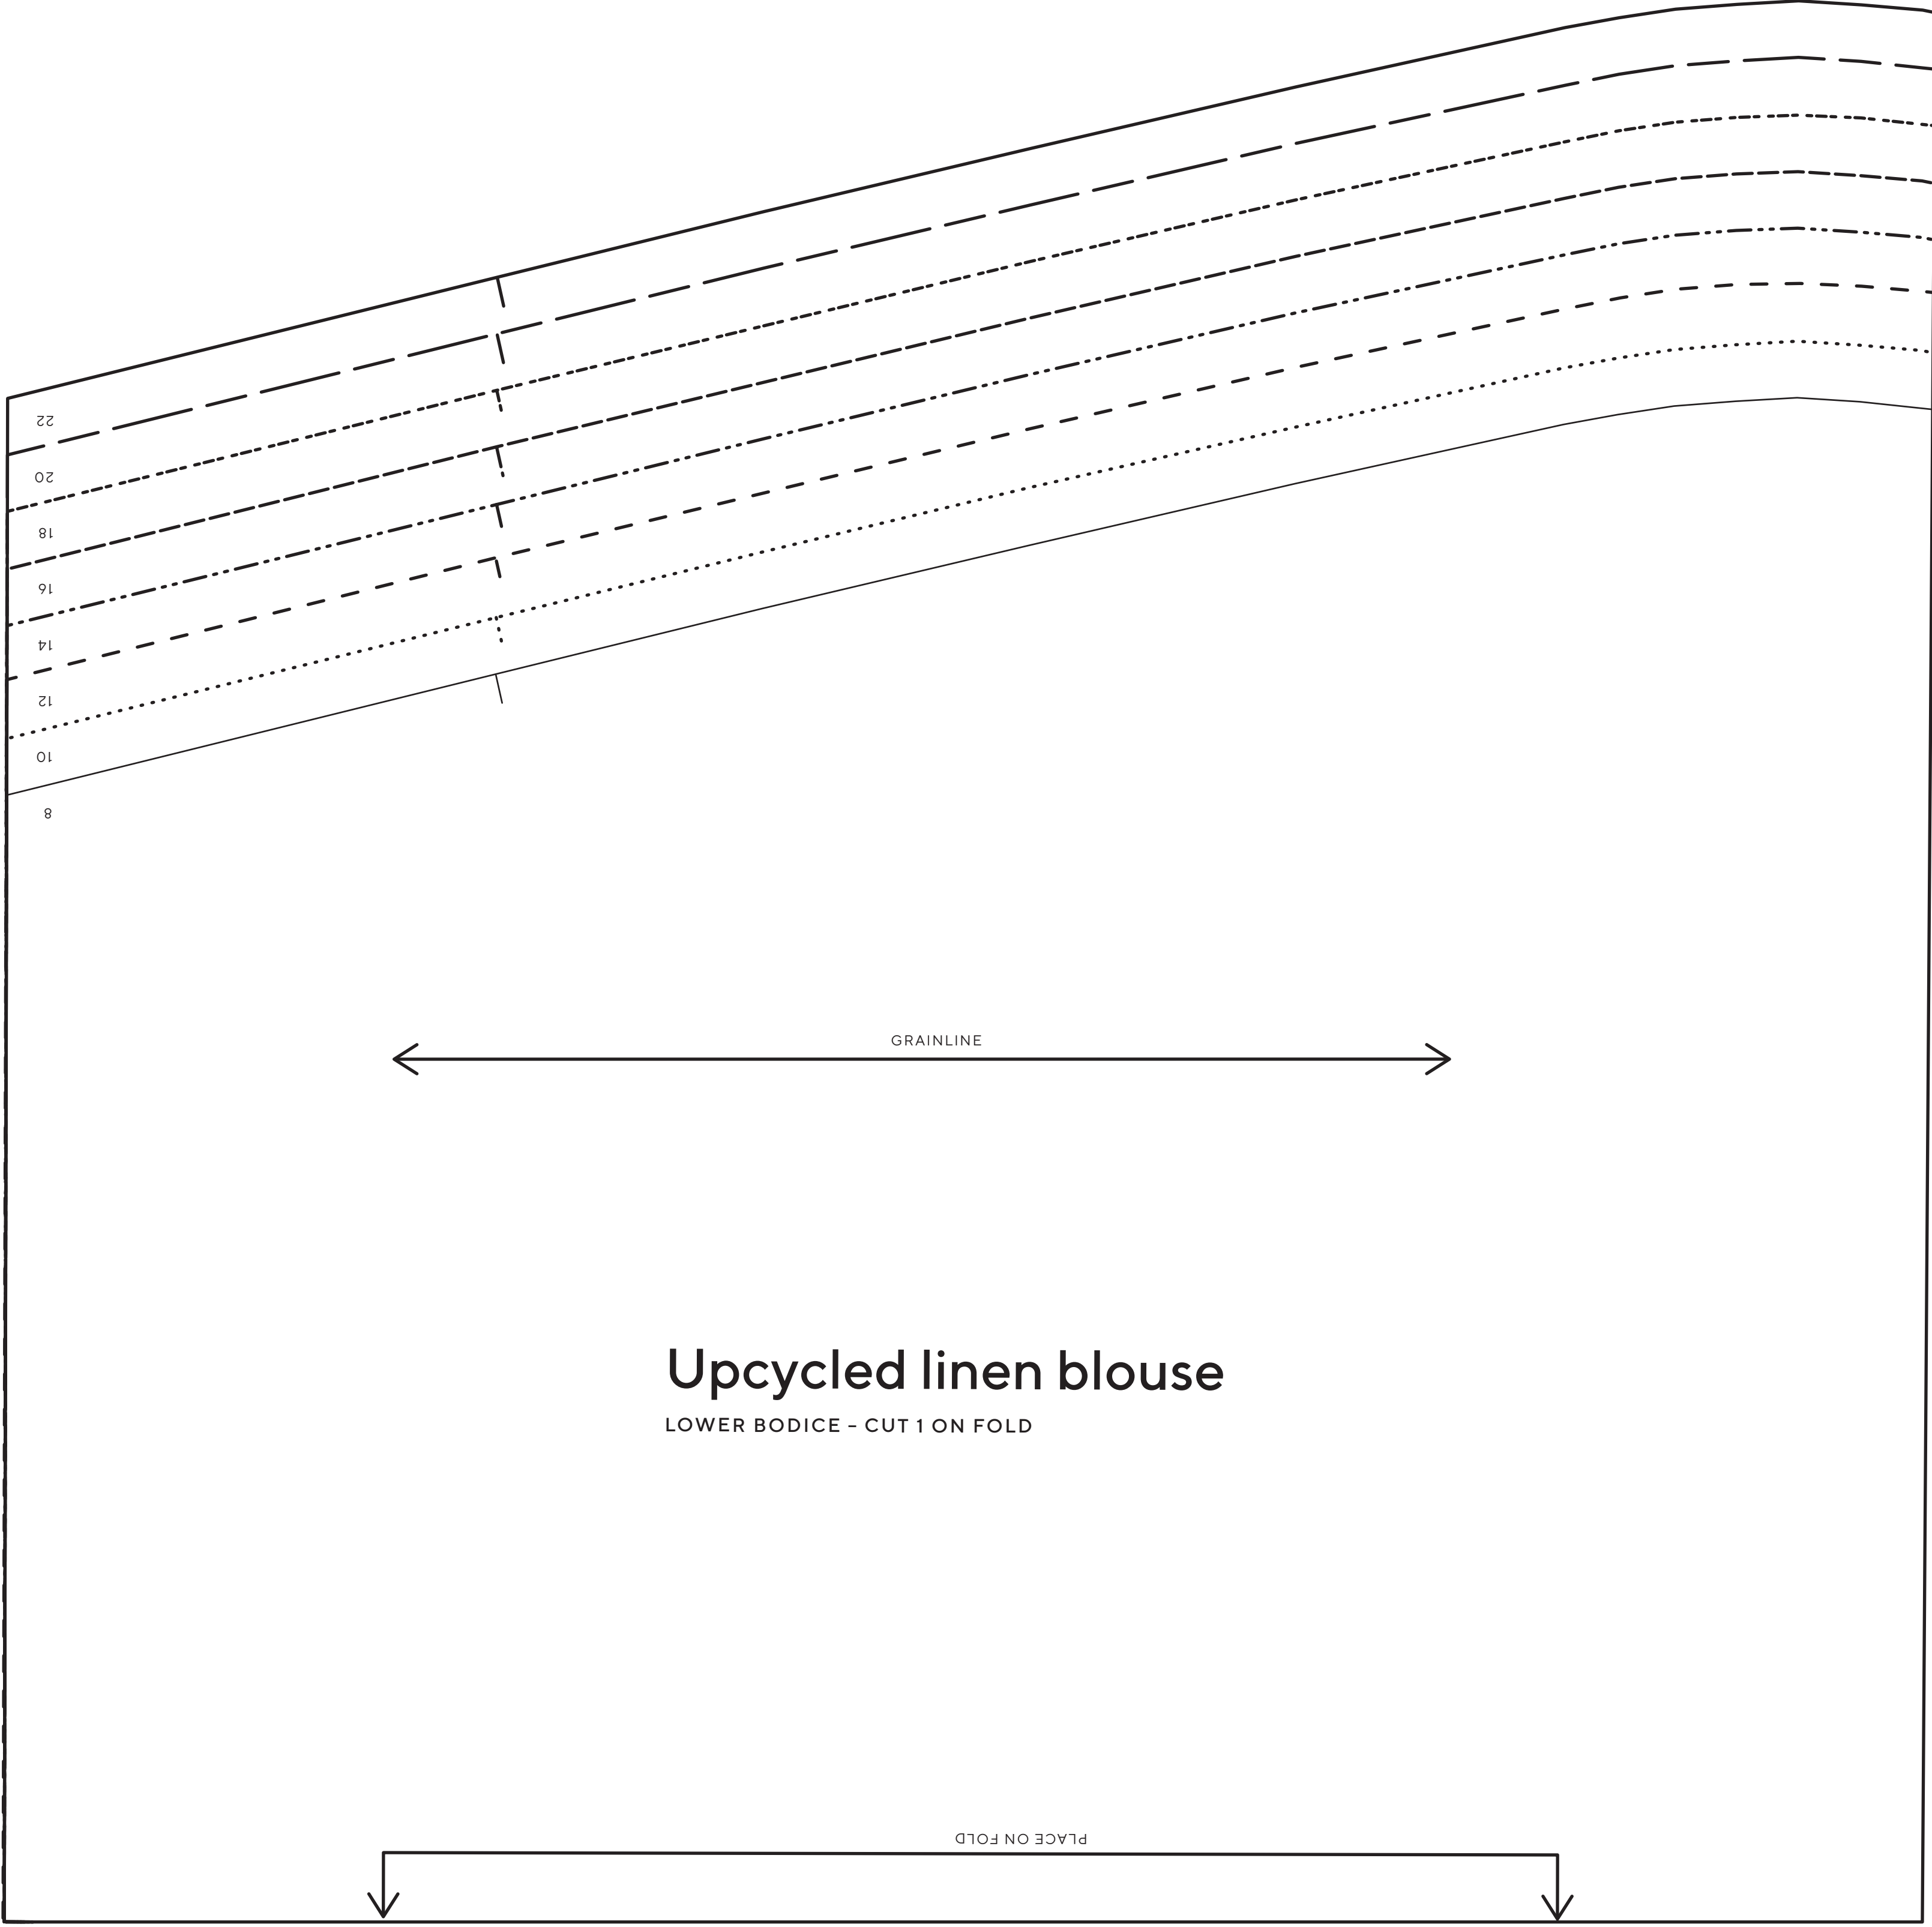 22
20
18
16
14
12
10
8
GRAINLINE
Upcycled linen blouse
LOWER BODICE – CUT 1 ON FOLD
PLACE ON FOLD